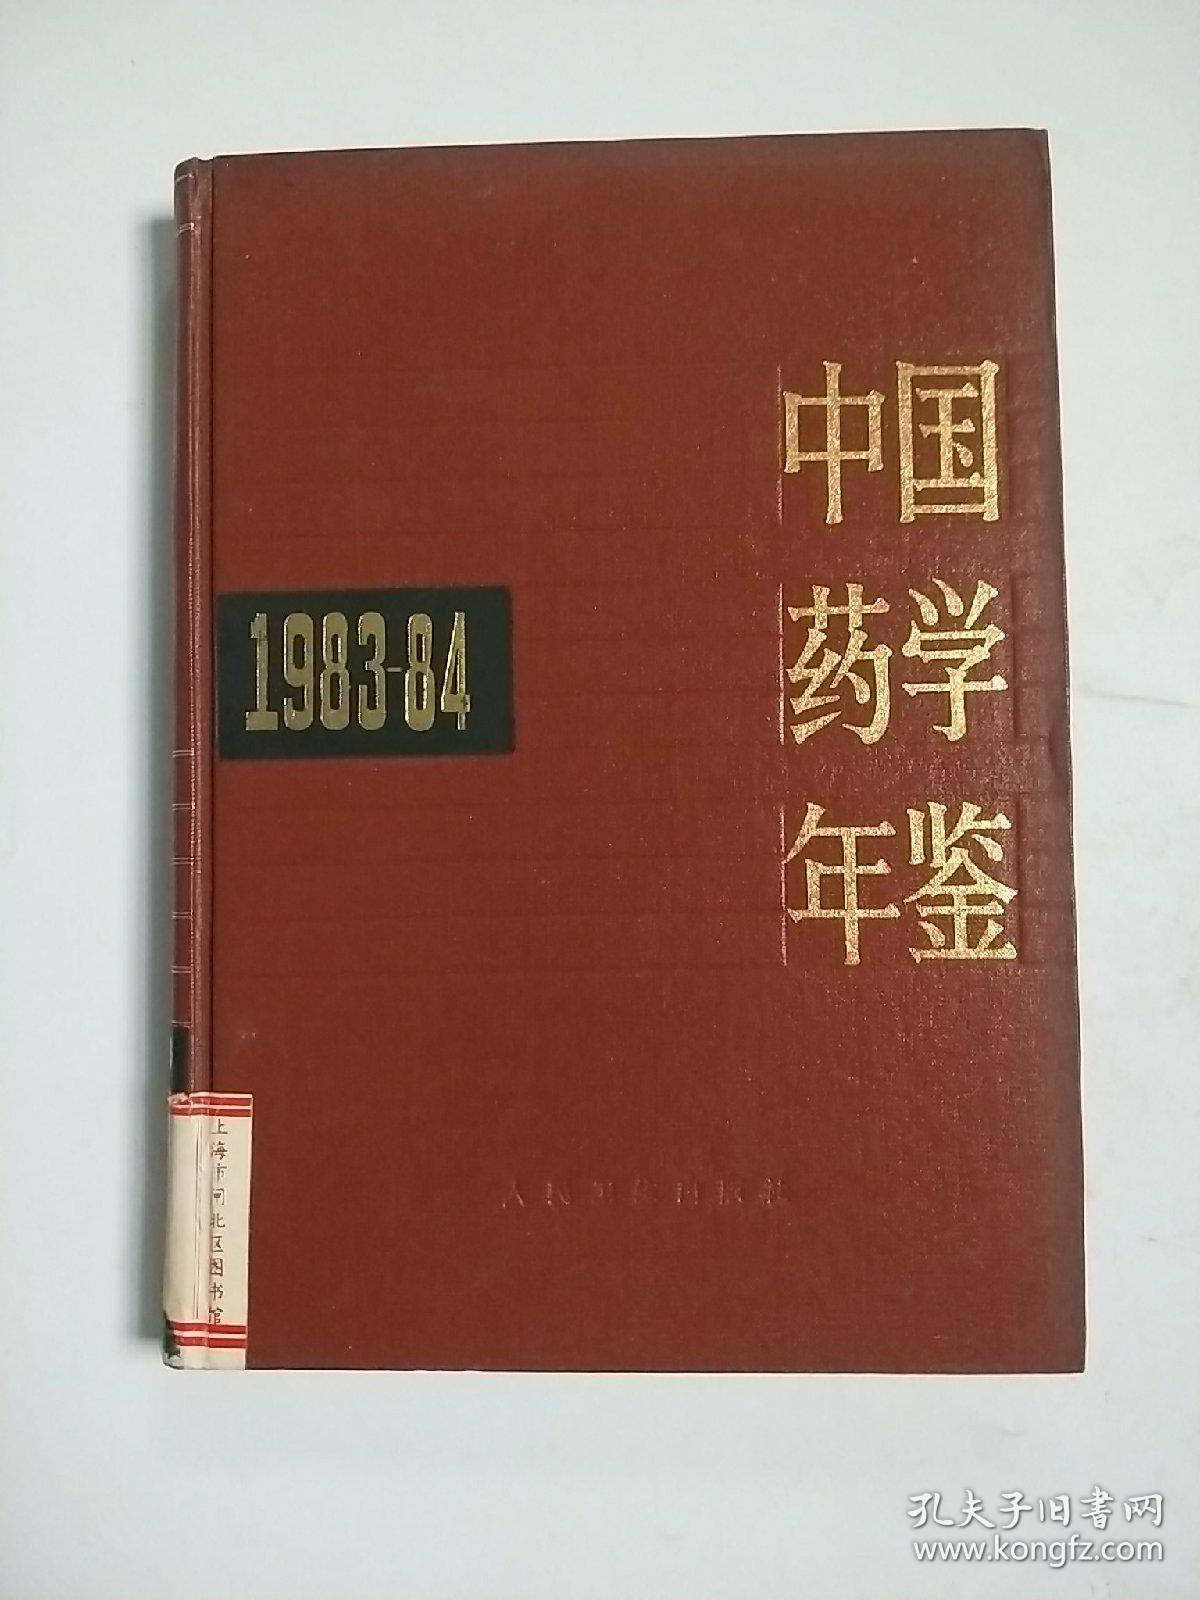 中国
药学
年鉴
1983-84
上海市闸北区图书馆
孔夫子旧书网
www.kongfz.com